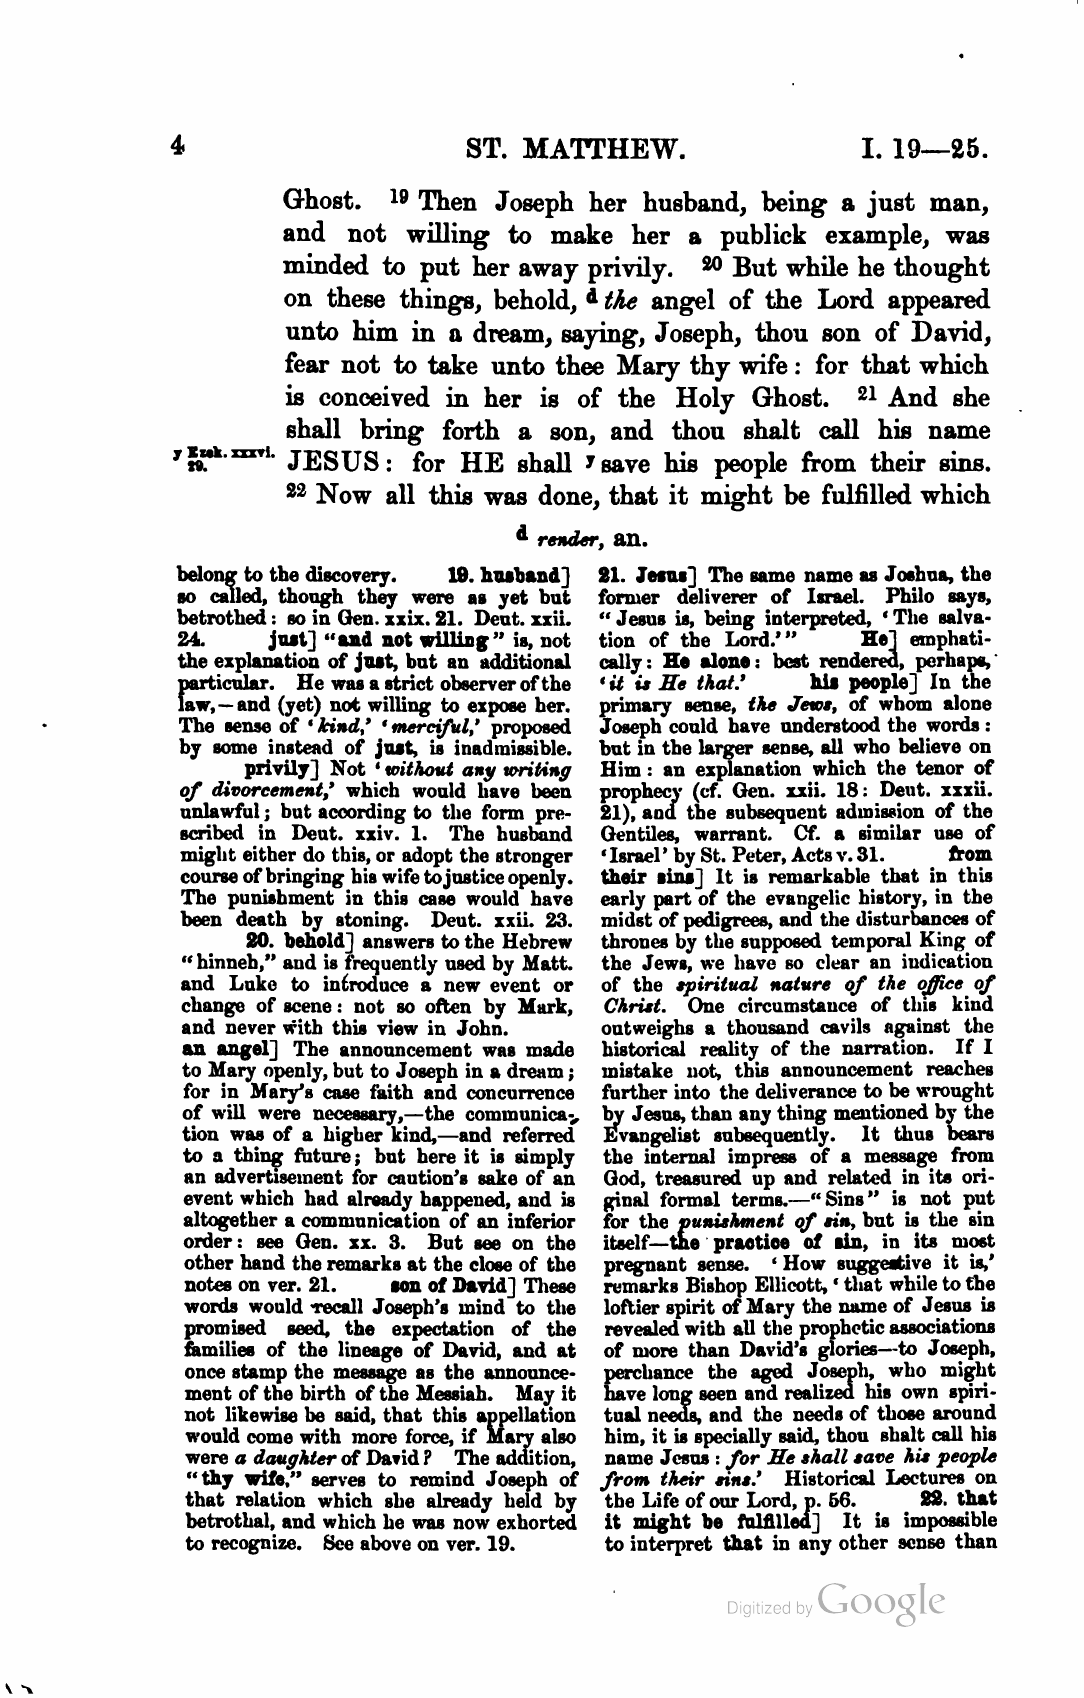 4 ST. MATTHEW. I. 19—25.
Ghost. 19 Then Joseph her husband, being a just man,
and not willing to make her a publick example, was
minded to put her away privily. 20 But while he thought
on these things, behold, d the angel of the Lord appeared
unto him in a dream, saying, Joseph, thou son of David,
fear not to take unto thee Mary thy wife: for that which
is conceived in her is of the Holy Ghost. 21 And she
shall bring forth a son, and thou shalt call his name
y Ezek. xxxvi. 29.
JESUS: for HE shall y save his people from their sins.
22 Now all this was done, that it might be fulfilled which
d render, an.
belong to the discovery. 19. husband]
so called, though they were as yet but
betrothed: so in Gen. xxix. 21. Deut. xxii.
24. just] “and not willing” is, not
the explanation of just, but an additional
particular. He was a strict observer of the
law,—and (yet) not willing to expose her.
The sense of ‘kind,’ ‘merciful,’ proposed
by some instead of just, is inadmissible.
privily] Not ‘without any writing
of divorcement,’ which would have been
unlawful; but according to the form pre-
scribed in Deut. xxiv. 1. The husband
might either do this, or adopt the stronger
course of bringing his wife to justice openly.
The punishment in this case would have
been death by stoning. Deut. xxii. 23.
20. behold] answers to the Hebrew
“hinneh,” and is frequently used by Matt.
and Luke to introduce a new event or
change of scene: not so often by Mark,
and never with this view in John.
an angel] The announcement was made
to Mary openly, but to Joseph in a dream;
for in Mary's case faith and concurrence
of will were necessary,—the communica-
tion was of a higher kind,—and referred
to a thing future; but here it is simply
an advertisement for caution's sake of an
event which had already happened, and is
altogether a communication of an inferior
order: see Gen. xx. 3. But see on the
other hand the remarks at the close of the
notes on ver. 21. son of David] These
words would recall Joseph's mind to the
promised seed, the expectation of the
families of the lineage of David, and at
once stamp the message as the announce-
ment of the birth of the Messiah. May it
not likewise be said, that this appellation
would come with more force, if Mary also
were a daughter of David? The addition,
“thy wife,” serves to remind Joseph of
that relation which she already held by
betrothal, and which he was now exhorted
to recognize. See above on ver. 19.
21. Jesus] The same name as Joshua, the
former deliverer of Israel. Philo says,
“Jesus is, being interpreted, ‘The salva-
tion of the Lord.’” He] emphati-
cally: He alone: best rendered, perhaps,
‘it is He that.’ his people] In the
primary sense, the Jews, of whom alone
Joseph could have understood the words:
but in the larger sense, all who believe on
Him: an explanation which the tenor of
prophecy (cf. Gen. xxii. 18: Deut. xxxii.
21), and the subsequent admission of the
Gentiles, warrant. Cf. a similar use of
‘Israel’ by St. Peter, Acts v. 31. from
their sins] It is remarkable that in this
early part of the evangelic history, in the
midst of pedigrees, and the disturbances of
thrones by the supposed temporal King of
the Jews, we have so clear an indication
of the spiritual nature of the office of
Christ. One circumstance of this kind
outweighs a thousand cavils against the
historical reality of the narration. If I
mistake not, this announcement reaches
further into the deliverance to be wrought
by Jesus, than any thing mentioned by the
Evangelist subsequently. It thus bears
the internal impress of a message from
God, treasured up and related in its ori-
ginal formal terms.—“Sins” is not put
for the punishment of sin, but is the sin
itself—the practice of sin, in its most
pregnant sense. ‘How suggestive it is,’
remarks Bishop Ellicott, ‘that while to the
loftier spirit of Mary the name of Jesus is
revealed with all the prophetic associations
of more than David's glories—to Joseph,
perchance the aged Joseph, who might
have long seen and realized his own spiri-
tual needs, and the needs of those around
him, it is specially said, thou shalt call his
name Jesus: for He shall save his people
from their sins.’ Historical Lectures on
the Life of our Lord, p. 56. 22. that
it might be fulfilled] It is impossible
to interpret that in any other sense than
Digitized by Google